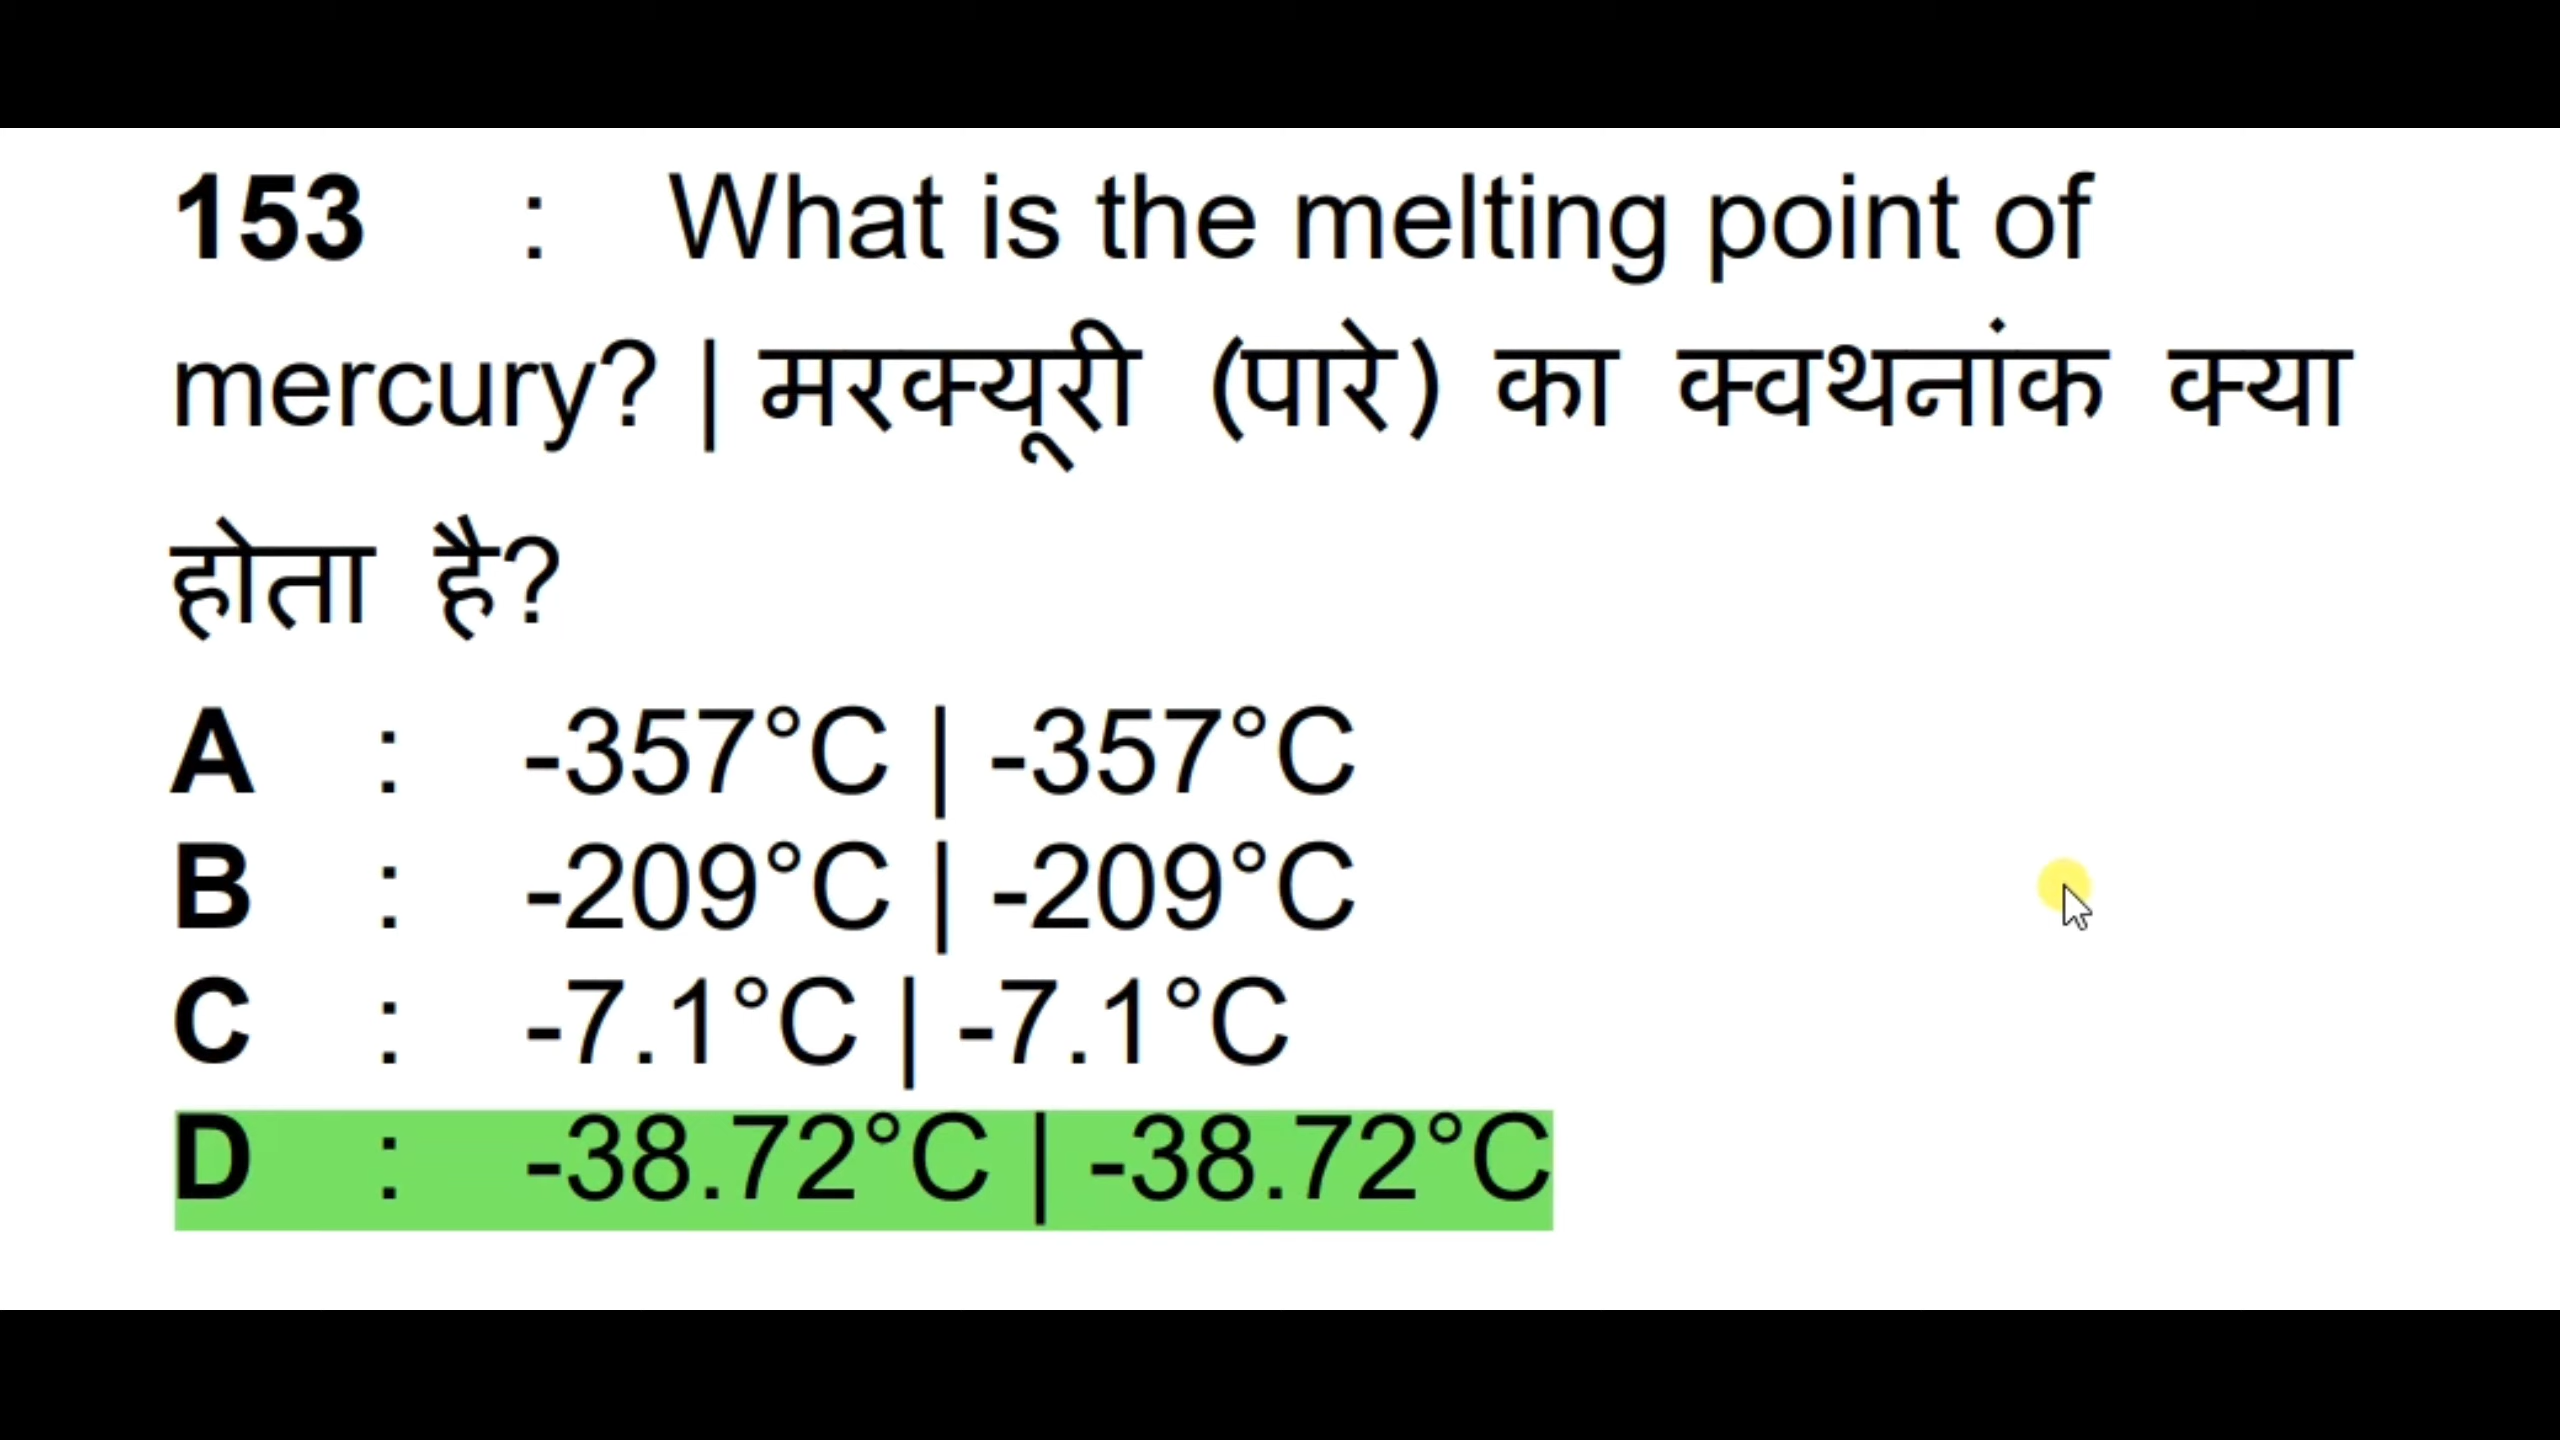 153 : What is the melting point of
mercury? | मरक्यूरी (पारे) का क्वथनांक क्या
होता है?
A : -357°C | -357°C
B : -209°C | -209°C
C : -7.1°C | -7.1°C
D : -38.72°C | -38.72°C